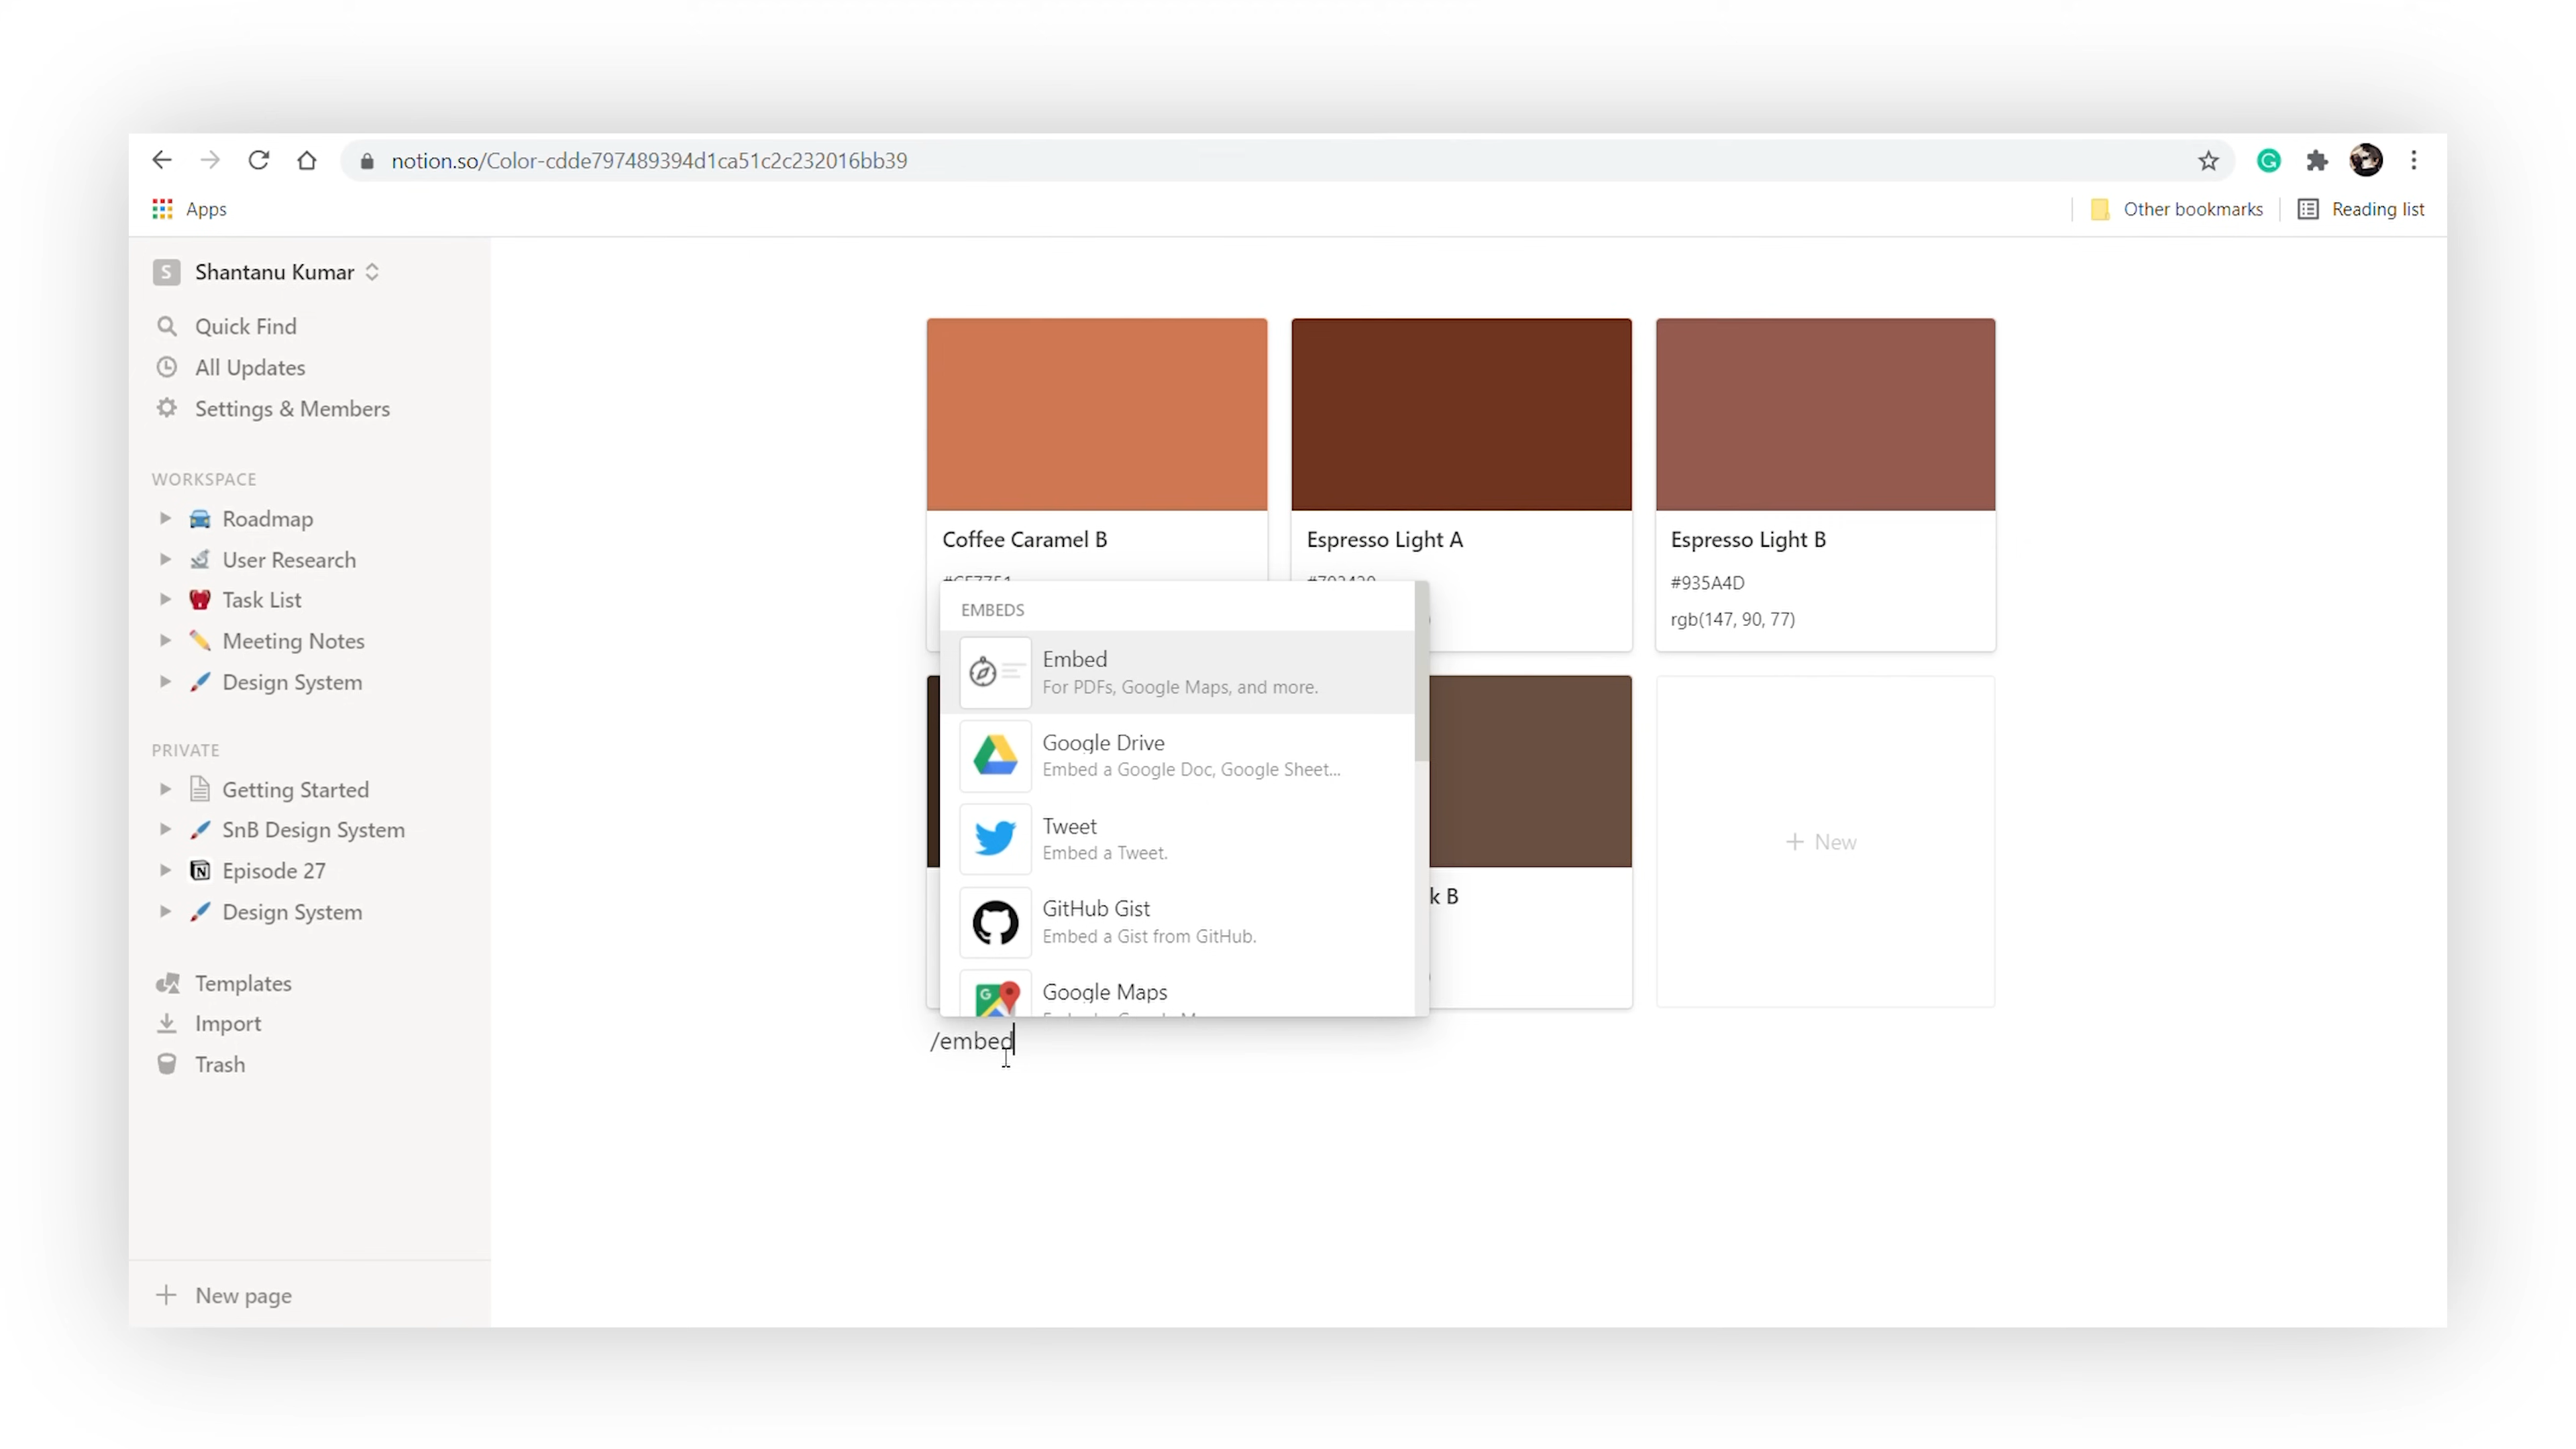 notion.so/Color-cdde797489394d1ca51c2c232016bb39
Apps
Other bookmarks
Reading list
S
Shantanu Kumar
Quick Find
All Updates
Settings & Members
WORKSPACE
Roadmap
User Research
Task List
Meeting Notes
Design System
PRIVATE
Getting Started
SnB Design System
Episode 27
Design System
Templates
Import
Trash
New page
Coffee Caramel B
Espresso Light A
Espresso Light B
#935A4D
rgb(147, 90, 77)
EMBEDS
Embed
For PDFs, Google Maps, and more.
Google Drive
Embed a Google Doc, Google Sheet...
Tweet
Embed a Tweet.
GitHub Gist
Embed a Gist from GitHub.
Google Maps
k B
+ New
/embed